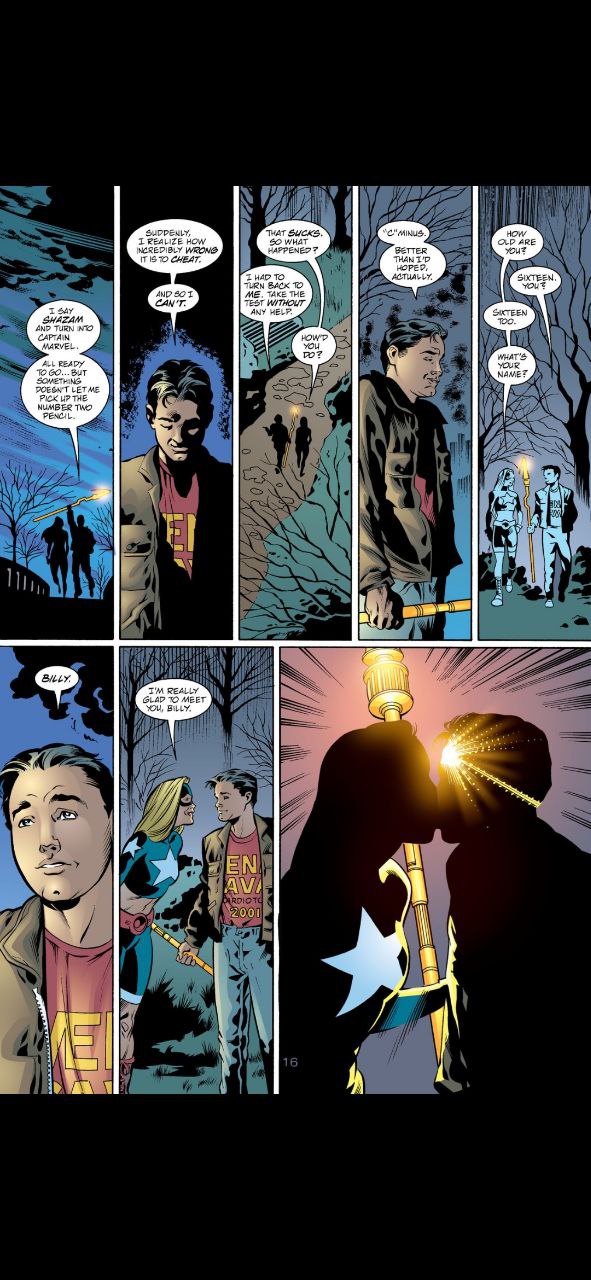 I SAY
SHAZAM
AND TURN INTO
CAPTAIN
MARVEL.
ALL READY
TO GO... BUT
SOMETHING
DOESN'T LET ME
PICK UP THE
NUMBER TWO
PENCIL.
SUDDENLY,
I REALIZE HOW
INCREDIBLY WRONG
IT IS TO CHEAT.
AND SO I
CAN'T.
THAT SUCKS.
SO WHAT
HAPPENED?
I HAD TO
TURN BACK TO
ME. TAKE THE
TEST WITHOUT
ANY HELP.
HOW'D
YOU DO?
"C" MINUS.
BETTER
THAN I'D
HOPED,
ACTUALLY.
HOW
OLD ARE
YOU?
SIXTEEN.
YOU?
SIXTEEN
TOO.
WHAT'S
YOUR
NAME?
BILLY.
I'M REALLY
GLAD TO MEET
YOU, BILLY.
EN
AVA
CARDIO TO
2001
16